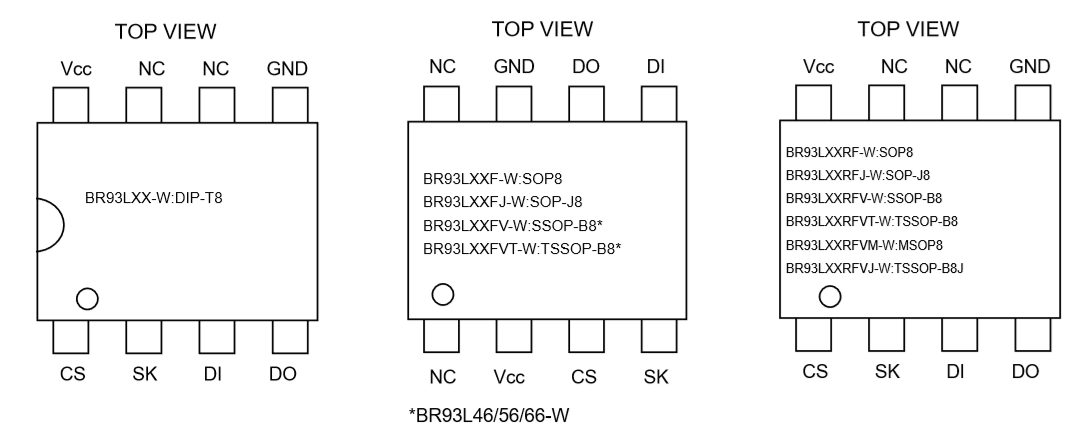 TOP VIEW
Vcc NC NC GND
BR93LXX-W:DIP-T8
CS SK DI DO
TOP VIEW
NC GND DO DI
BR93LXXF-W:SOP8
BR93LXXFJ-W:SOP-J8
BR93LXXFV-W:SSOP-B8*
BR93LXXFVT-W:TSSOP-B8*
NC Vcc CS SK
*BR93L46/56/66-W
TOP VIEW
Vcc NC NC GND
BR93LXXRF-W:SOP8
BR93LXXRFJ-W:SOP-J8
BR93LXXRFV-W:SSOP-B8
BR93LXXRFVT-W:TSSOP-B8
BR93LXXRFVM-W:MSOP8
BR93LXXRFVJ-W:TSSOP-B8J
CS SK DI DO